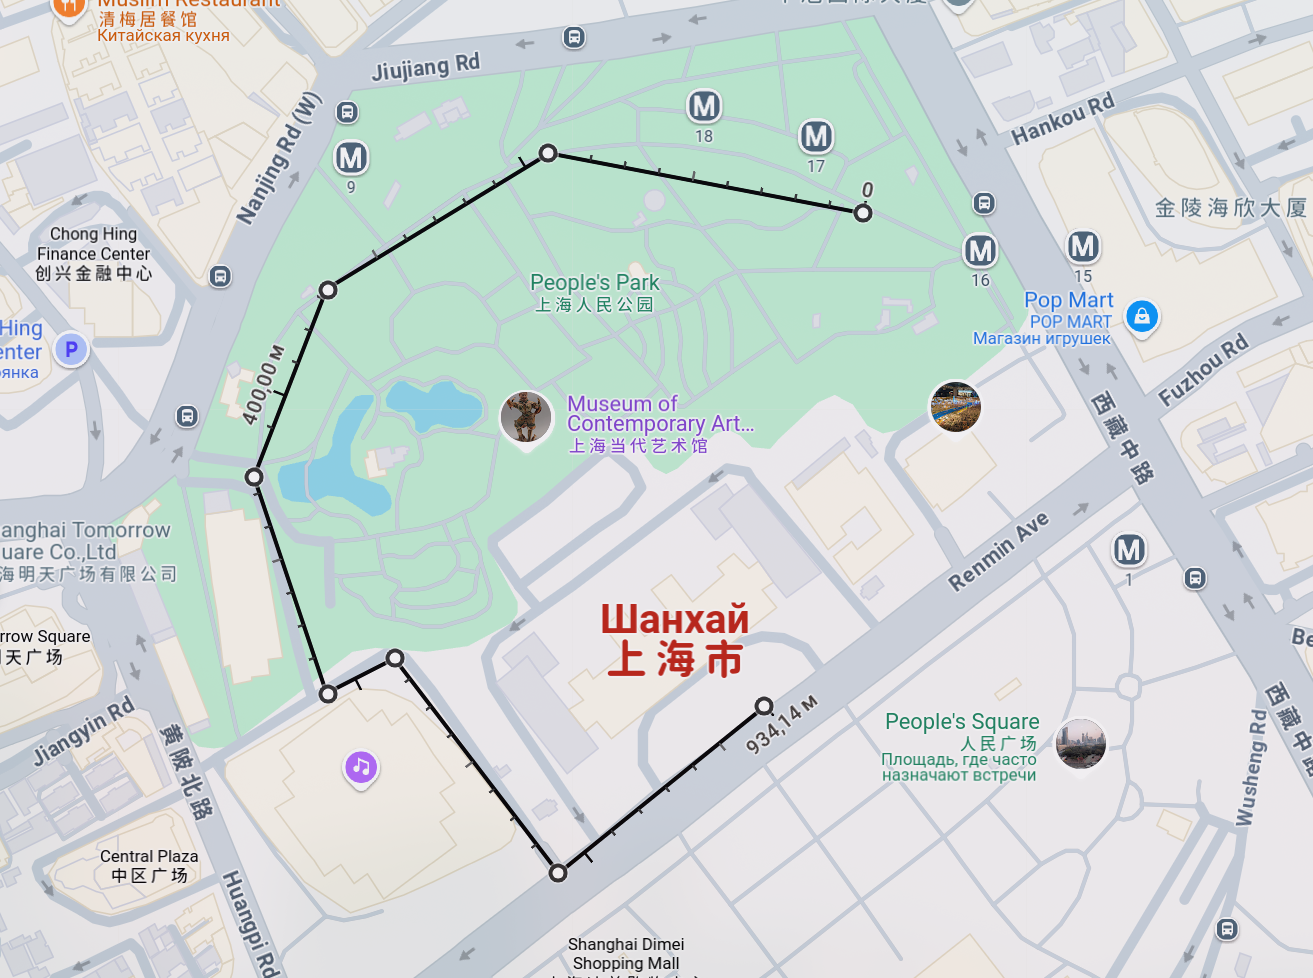 Muslim Restaurant
清梅居餐馆
Китайская кухня
Jiujiang Rd
Nanjing Rd (W)
Hankou Rd
18
17
9
0
金陵海欣大厦
Chong Hing
Finance Center
创兴金融中心
16
15
People's Park
上海人民公园
Pop Mart
POP MART
Магазин игрушек
Hing
enter
P
Fuzhou Rd
400,00 м
Museum of
Contemporary Art...
上海当代艺术馆
西藏中路
anghai Tomorrow
uare Co.,Ltd
海明天广场有限公司
Renmin Ave
1
Шанхай
上海市
rrow Square
天广场
Jiangyin Rd
黄陂北路
934,14 м
People's Square
人民广场
Площадь, где часто
назначают встречи
Wusheng Rd
西藏中路
Central Plaza
中区广场
Huangpi Rd
Shanghai Dimei
Shopping Mall